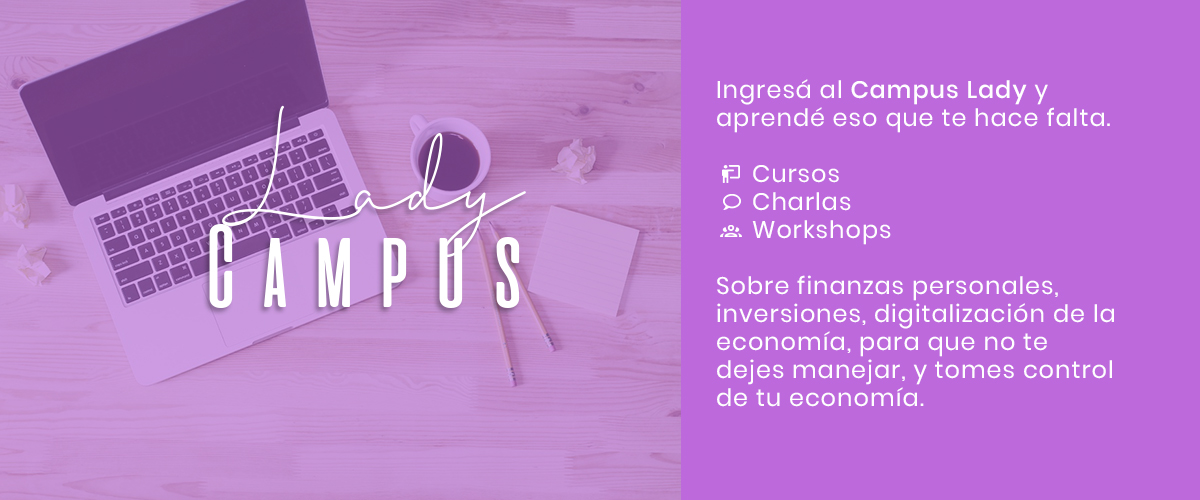 Lady
CAMPUS
Ingresá al Campus Lady y
aprendé eso que te hace falta.
Cursos
Charlas
Workshops
Sobre finanzas personales,
inversiones, digitalización de la
economía, para que no te
dejes manejar, y tomes control
de tu economía.